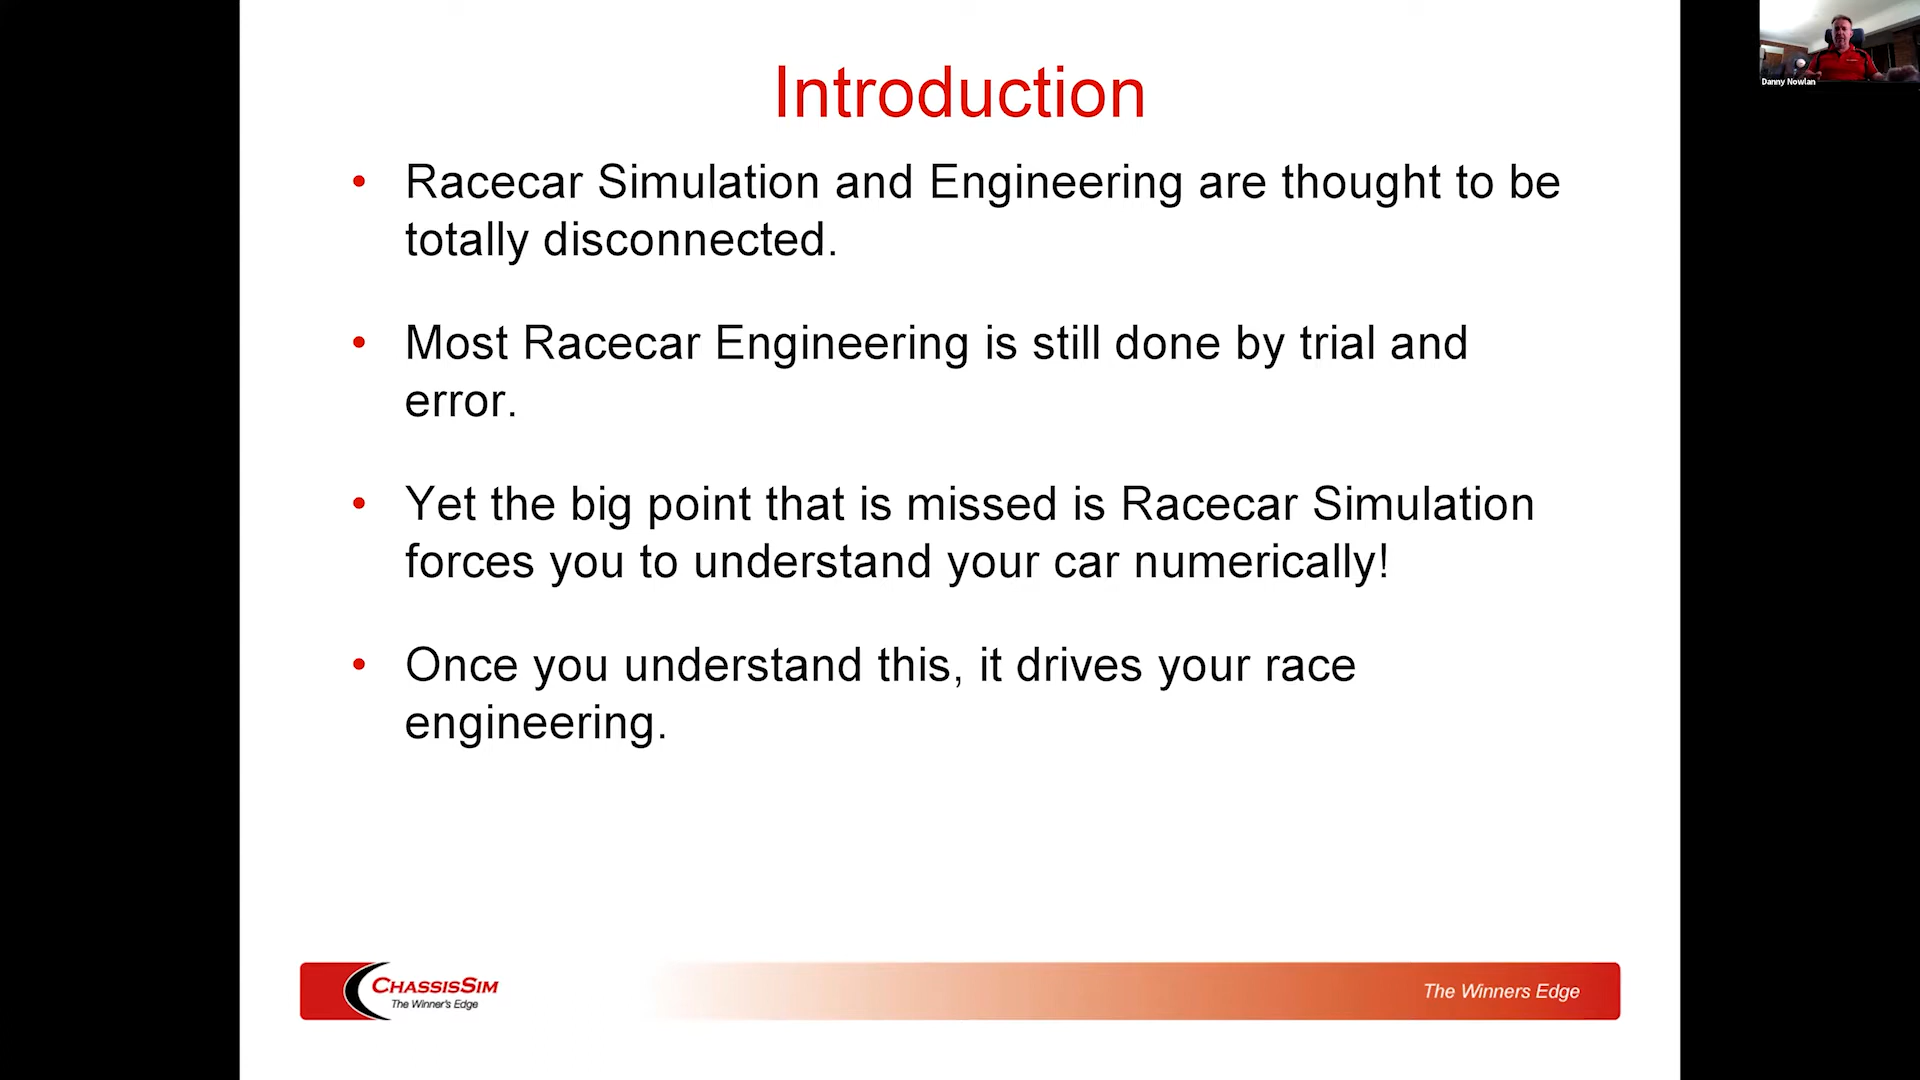 Introduction
• Racecar Simulation and Engineering are thought to be
totally disconnected.
• Most Racecar Engineering is still done by trial and
error.
• Yet the big point that is missed is Racecar Simulation
forces you to understand your car numerically!
• Once you understand this, it drives your race
engineering.
CHASSISSIM
The Winner's Edge
The Winners Edge
Danny Nowlan